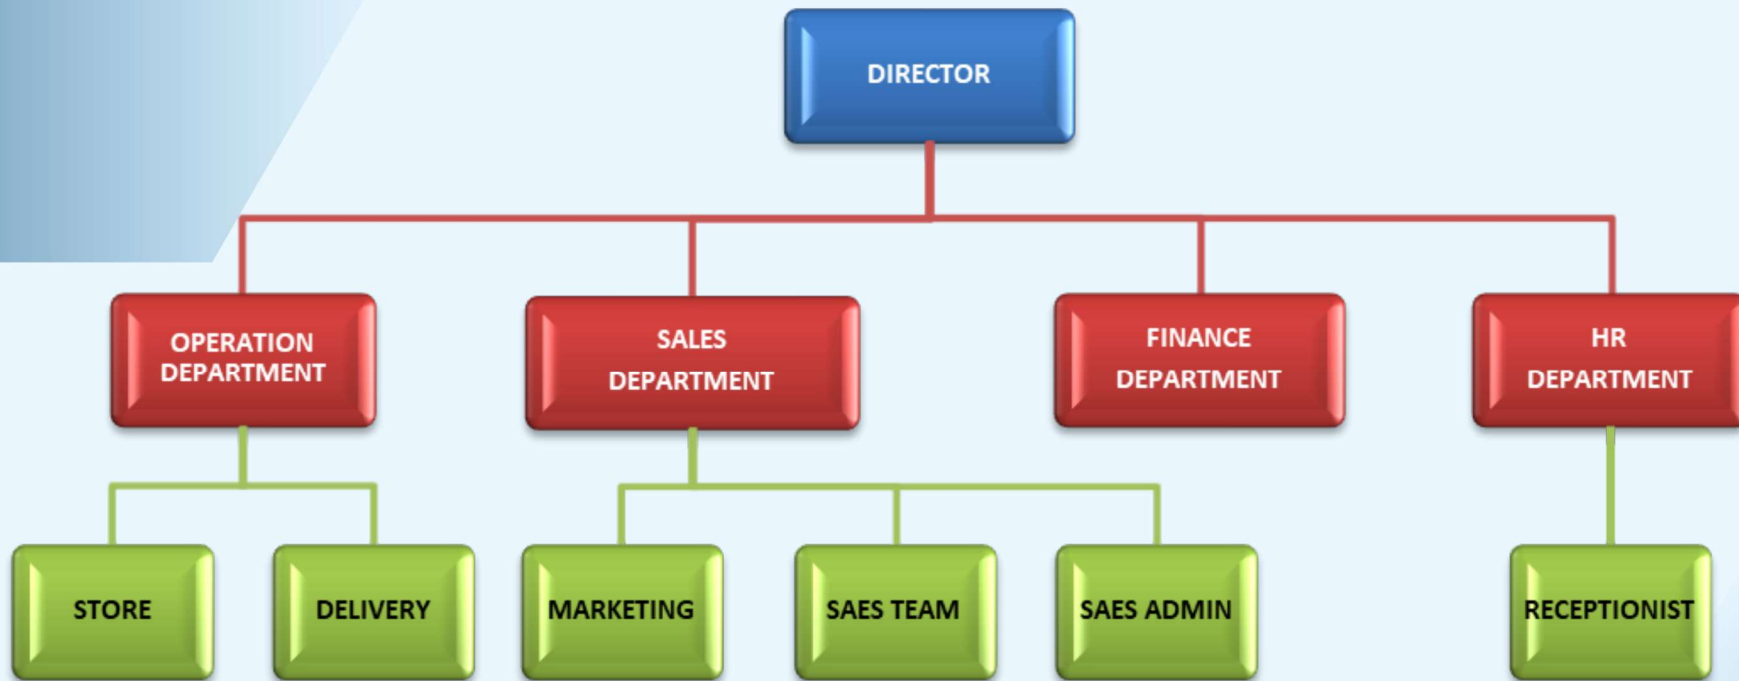 DIRECTOR
OPERATION
DEPARTMENT
SALES
DEPARTMENT
FINANCE
DEPARTMENT
HR
DEPARTMENT
STORE
DELIVERY
MARKETING
SAES TEAM
SAES ADMIN
RECEPTIONIST